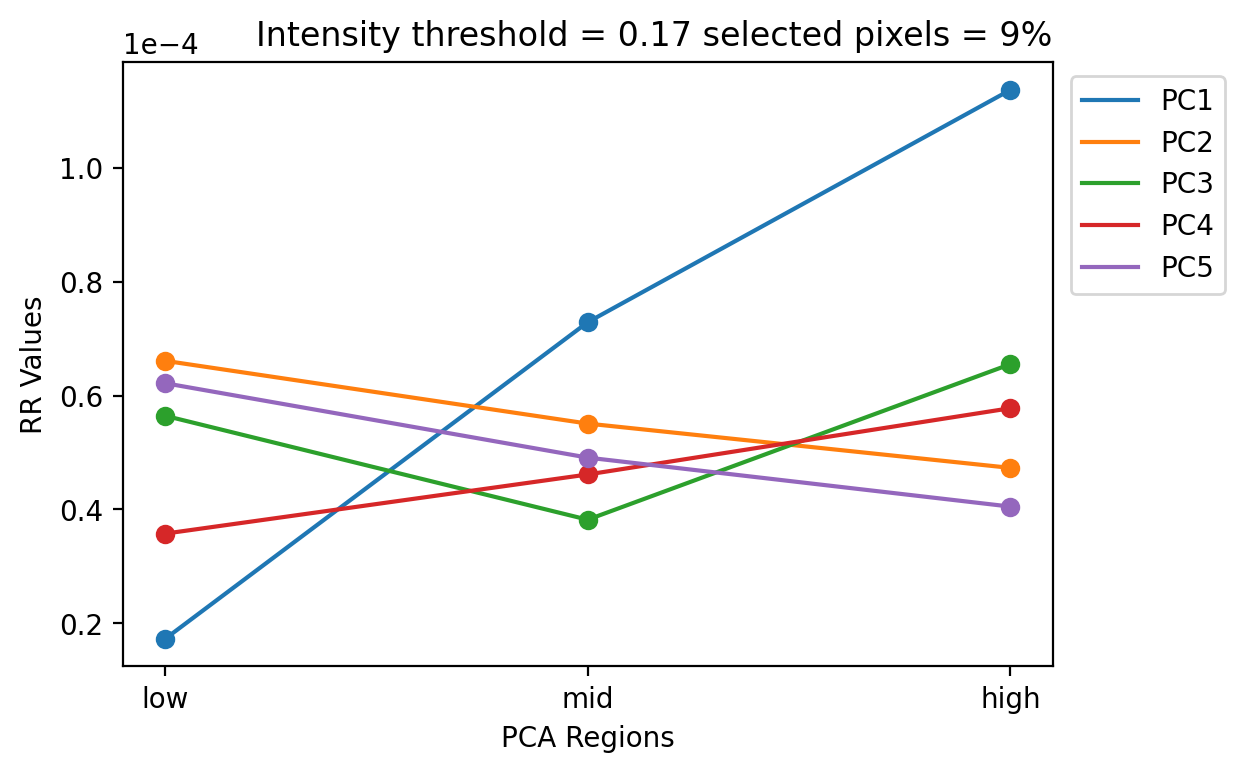 Intensity threshold = 0.17 selected pixels = 9%
1e−4
1.0
0.8
0.6
0.4
0.2
RR Values
low mid high
PCA Regions
PC1
PC2
PC3
PC4
PC5